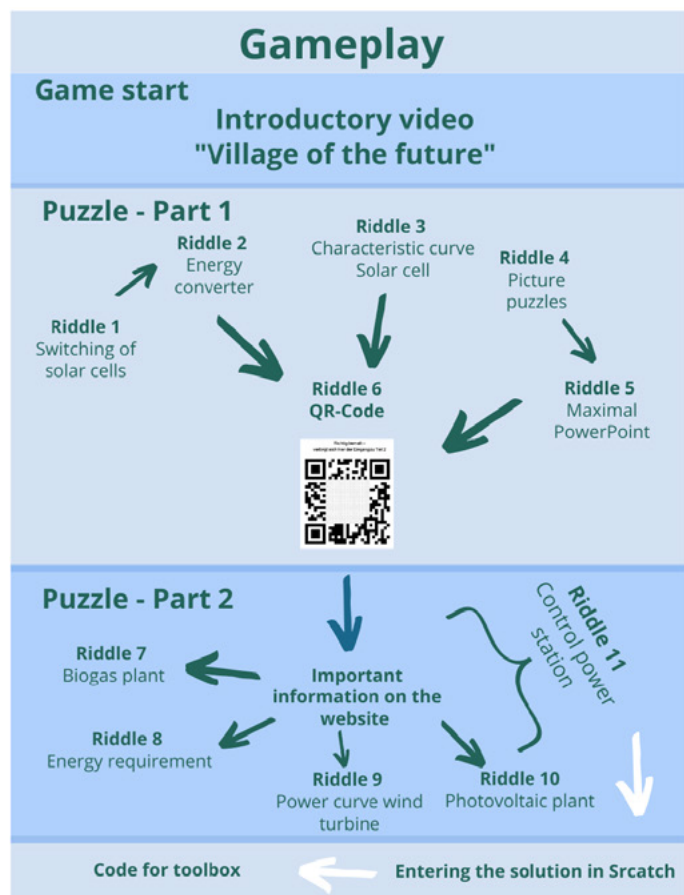 Gameplay
Game start
Introductory video
"Village of the future"
Puzzle - Part 1
Riddle 1
Switching of
solar cells
Riddle 2
Energy
converter
Riddle 3
Characteristic curve
Solar cell
Riddle 4
Picture
puzzles
Riddle 5
Maximal
PowerPoint
Riddle 6
QR-Code
Puzzle - Part 2
Important
information on the
website
Riddle 7
Biogas plant
Riddle 8
Energy requirement
Riddle 9
Power curve wind
turbine
Riddle 10
Photovoltaic plant
Riddle 11
Control power
station
Entering the solution in Srcatch
Code for toolbox